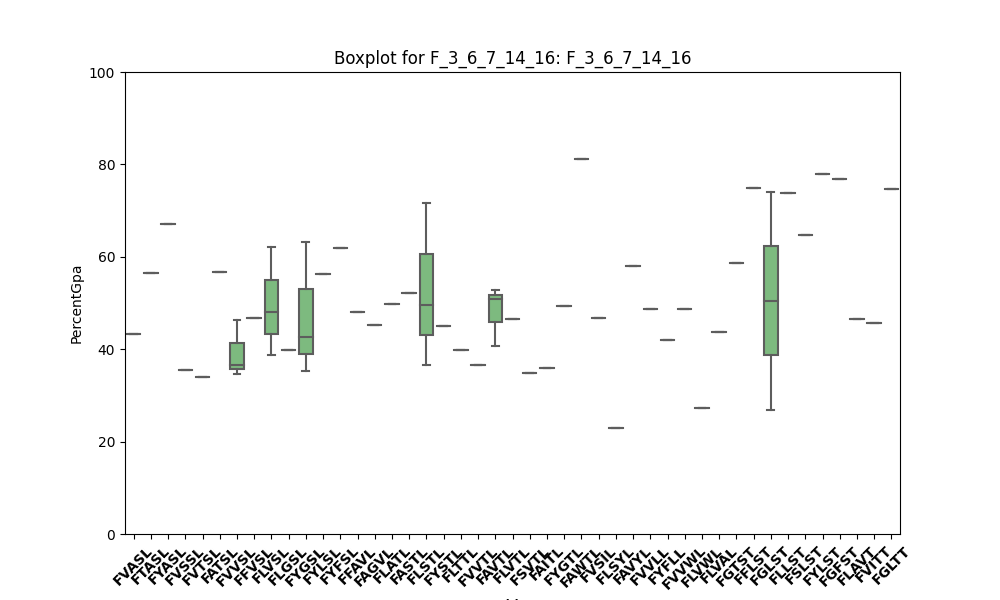 Boxplot for F_3_6_7_14_16: F_3_6_7_14_16
PercentGpa
100
80
60
40
20
0
FVASL
FTASL
FYASL
FVSSL
FVTSL
FATSL
FVVSL
FFVSL
FLVSL
FLGSL
FYGSL
FYLSL
FYFSL
FFAVL
FAGVL
FLATL
FASTL
FLSTL
FYSTL
FLTTL
FVVTL
FAVTL
FLVTL
FSVTL
FAITL
FYGTL
FAWTL
FVSIL
FLSYL
FAVYL
FVVLL
FYFLL
FVVWL
FLVWL
FLVAL
FGTST
FFLST
FGLST
FLLST
FSLST
FYLST
FGFST
FLAVT
FVITT
FGLTT